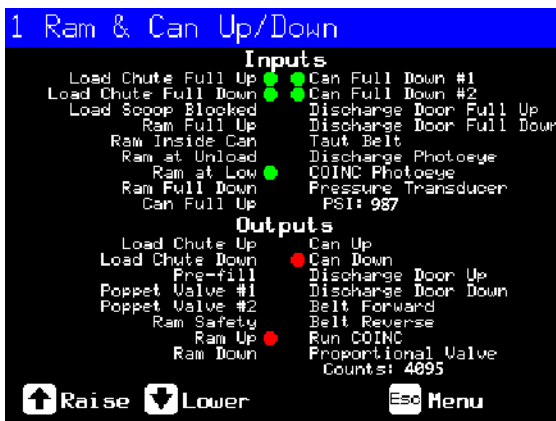 1 Ram & Can Up/Down
Inputs
Load Chute Full Up Can Full Down #1
Load Chute Full Down Can Full Down #2
Load Scoop Blocked Discharge Door Full Up
Ram Full Up Discharge Door Full Down
Ram Inside Can Taut Belt
Ram at Unload Discharge Photoeye
Ram at Low COINC Photoeye
Ram Full Down Pressure Transducer
Can Full Up PSI: 987
Outputs
Load Chute Up Can Up
Load Chute Down Can Down
Pre-fill Discharge Door Up
Poppet Valve #1 Discharge Door Down
Poppet Valve #2 Belt Forward
Ram Safety Belt Reverse
Ram Up Run COINC
Ram Down Proportional Valve
Counts: 4095
Raise Lower Esc Menu